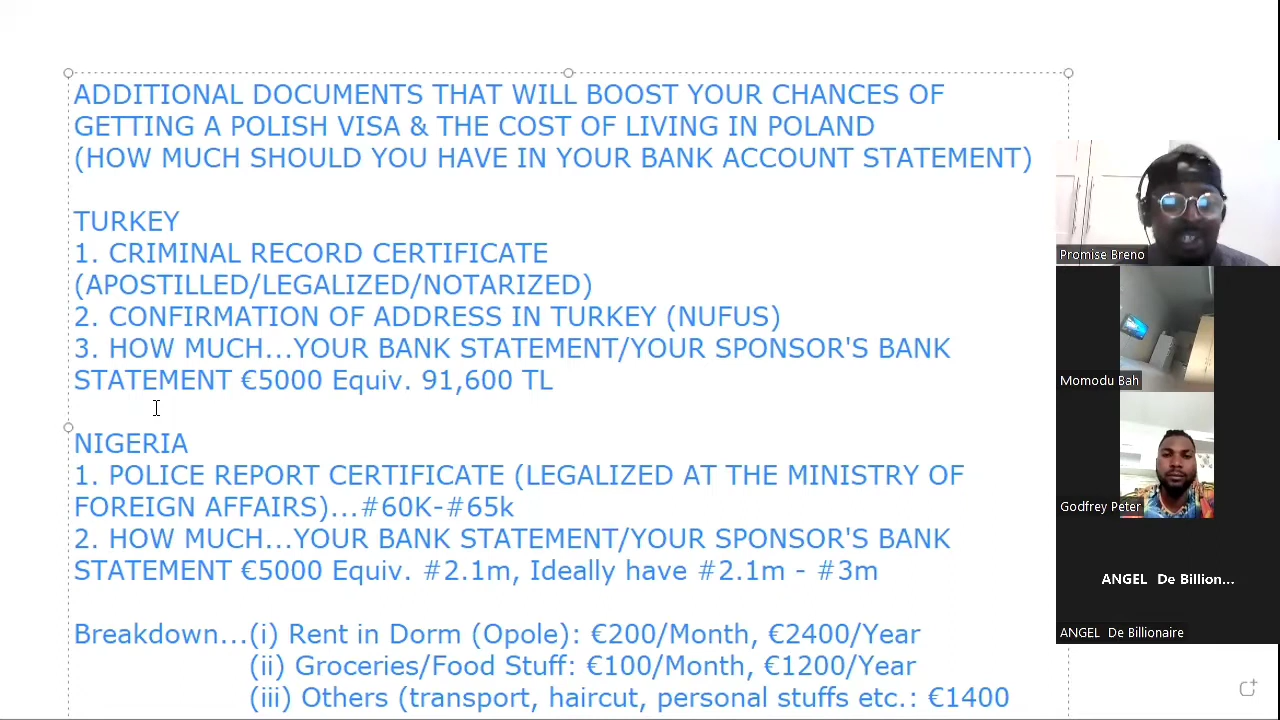 ADDITIONAL DOCUMENTS THAT WILL BOOST YOUR CHANCES OF
GETTING A POLISH VISA & THE COST OF LIVING IN POLAND
(HOW MUCH SHOULD YOU HAVE IN YOUR BANK ACCOUNT STATEMENT)
TURKEY
1. CRIMINAL RECORD CERTIFICATE
(APOSTILLED/LEGALIZED/NOTARIZED)
2. CONFIRMATION OF ADDRESS IN TURKEY (NUFUS)
3. HOW MUCH...YOUR BANK STATEMENT/YOUR SPONSOR'S BANK
STATEMENT €5000 Equiv. 91,600 TL
NIGERIA
1. POLICE REPORT CERTIFICATE (LEGALIZED AT THE MINISTRY OF
FOREIGN AFFAIRS)...#60K-#65k
2. HOW MUCH...YOUR BANK STATEMENT/YOUR SPONSOR'S BANK
STATEMENT €5000 Equiv. #2.1m, Ideally have #2.1m - #3m
Breakdown...(i) Rent in Dorm (Opole): €200/Month, €2400/Year
(ii) Groceries/Food Stuff: €100/Month, €1200/Year
(iii) Others (transport, haircut, personal stuffs etc.: €1400
Promise Breno
Momodu Bah
Godfrey Peter
ANGEL De Billion...
ANGEL De Billionaire